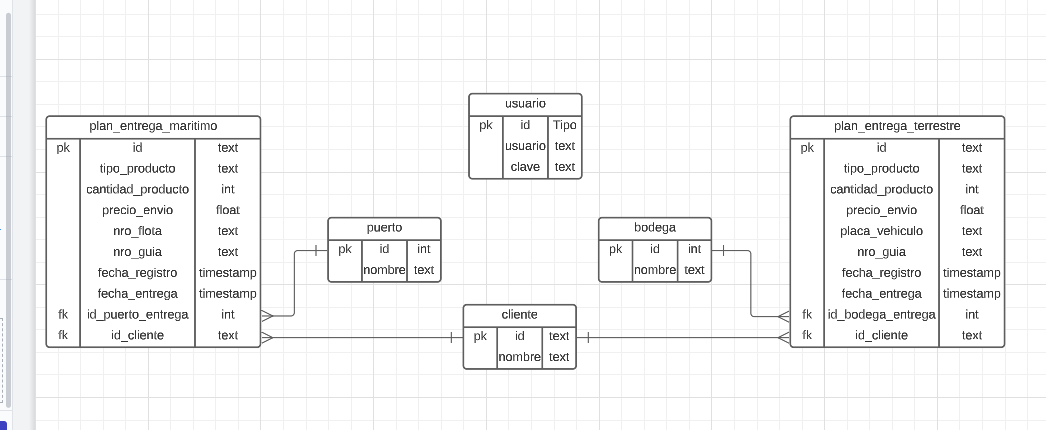 usuario
pk id Tipo
usuario text
clave text
plan_entrega_maritimo
pk id text
tipo_producto text
cantidad_producto int
precio_envio float
nro_flota text
nro_guia text
fecha_registro timestamp
fecha_entrega timestamp
fk id_puerto_entrega int
fk id_cliente text
puerto
pk id int
nombre text
bodega
pk id int
nombre text
cliente
pk id text
nombre text
plan_entrega_terrestre
pk id text
tipo_producto text
cantidad_producto int
precio_envio float
placa_vehiculo text
nro_guia text
fecha_registro timestamp
fecha_entrega timestamp
fk id_bodega_entrega int
fk id_cliente text